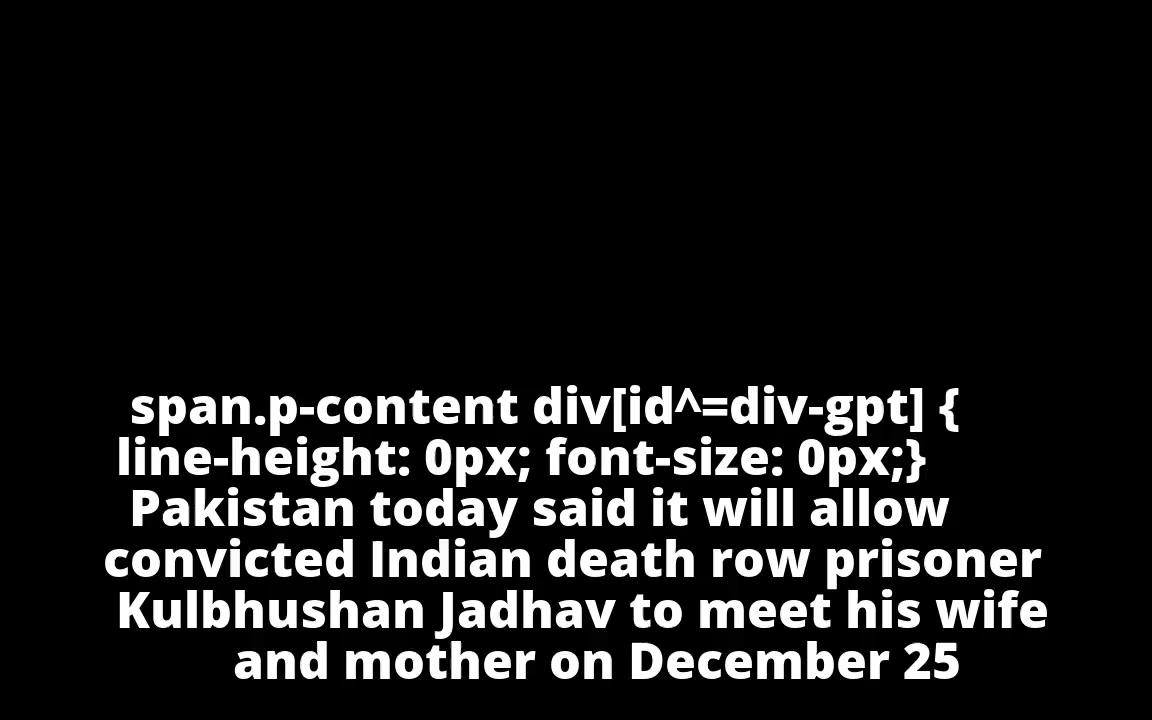 span.p-content div[id^=div-gpt] {
line-height: 0px; font-size: 0px;}
Pakistan today said it will allow
convicted Indian death row prisoner
Kulbhushan Jadhav to meet his wife
and mother on December 25